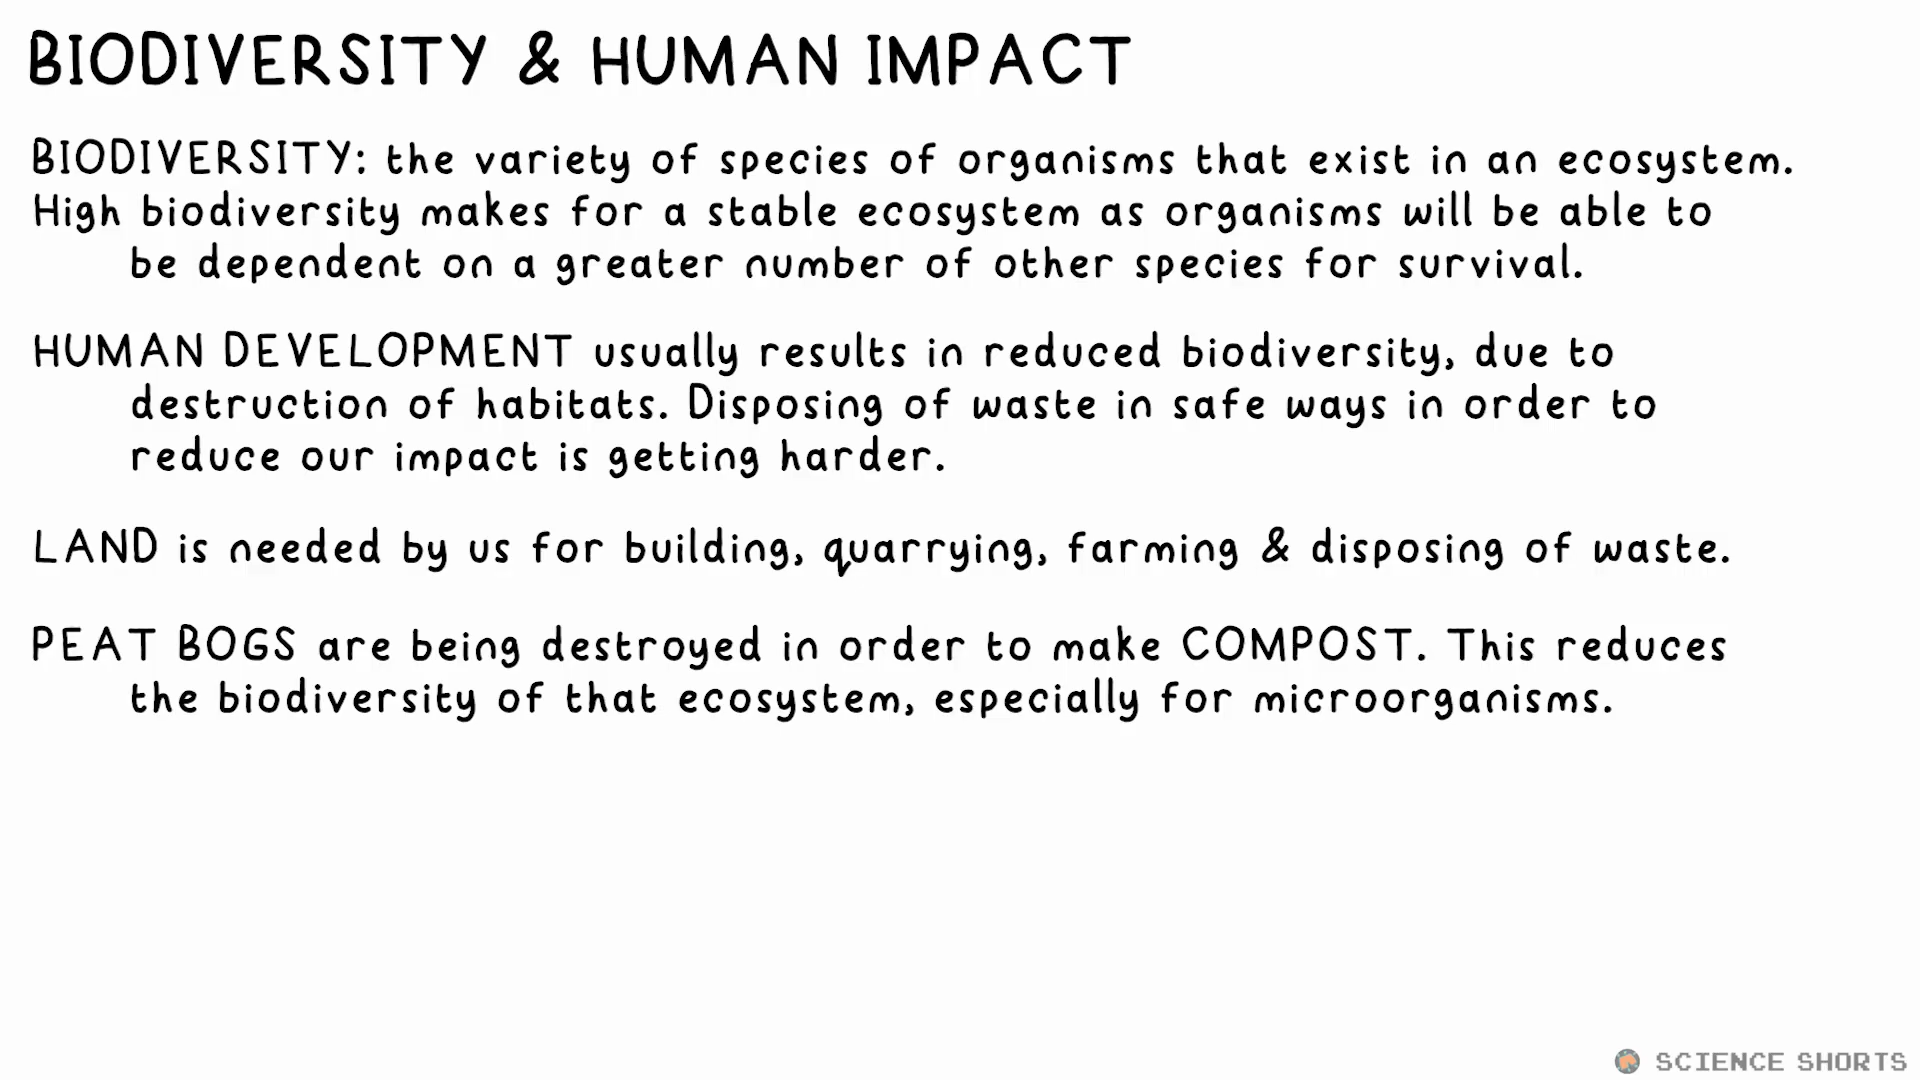 BIODIVERSITY & HUMAN IMPACT
BIODIVERSITY: the variety of species of organisms that exist in an ecosystem.
High biodiversity makes for a stable ecosystem as organisms will be able to
be dependent on a greater number of other species for survival.
HUMAN DEVELOPMENT usually results in reduced biodiversity, due to
destruction of habitats. Disposing of waste in safe ways in order to
reduce our impact is getting harder.
LAND is needed by us for building, quarrying, farming & disposing of waste.
PEAT BOGS are being destroyed in order to make COMPOST. This reduces
the biodiversity of that ecosystem, especially for microorganisms.
SCIENCE SHORTS